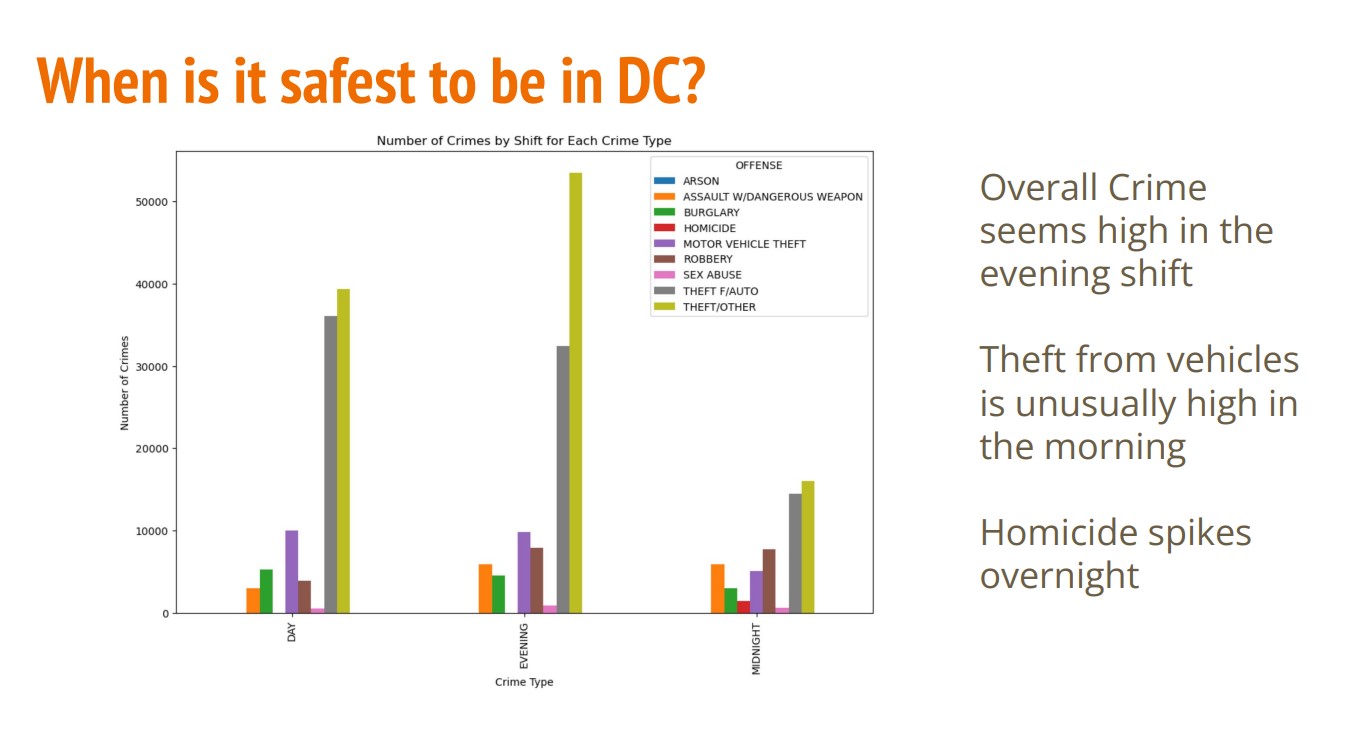 When is it safest to be in DC?
Number of Crimes by Shift for Each Crime Type
OFFENSE
ARSON
ASSAULT W/DANGEROUS WEAPON
BURGLARY
HOMICIDE
MOTOR VEHICLE THEFT
ROBBERY
SEX ABUSE
THEFT F/AUTO
THEFT/OTHER
Number of Crimes
50000
40000
30000
20000
10000
0
DAY
EVENING
MIDNIGHT
Crime Type
Overall Crime
seems high in the
evening shift
Theft from vehicles
is unusually high in
the morning
Homicide spikes
overnight